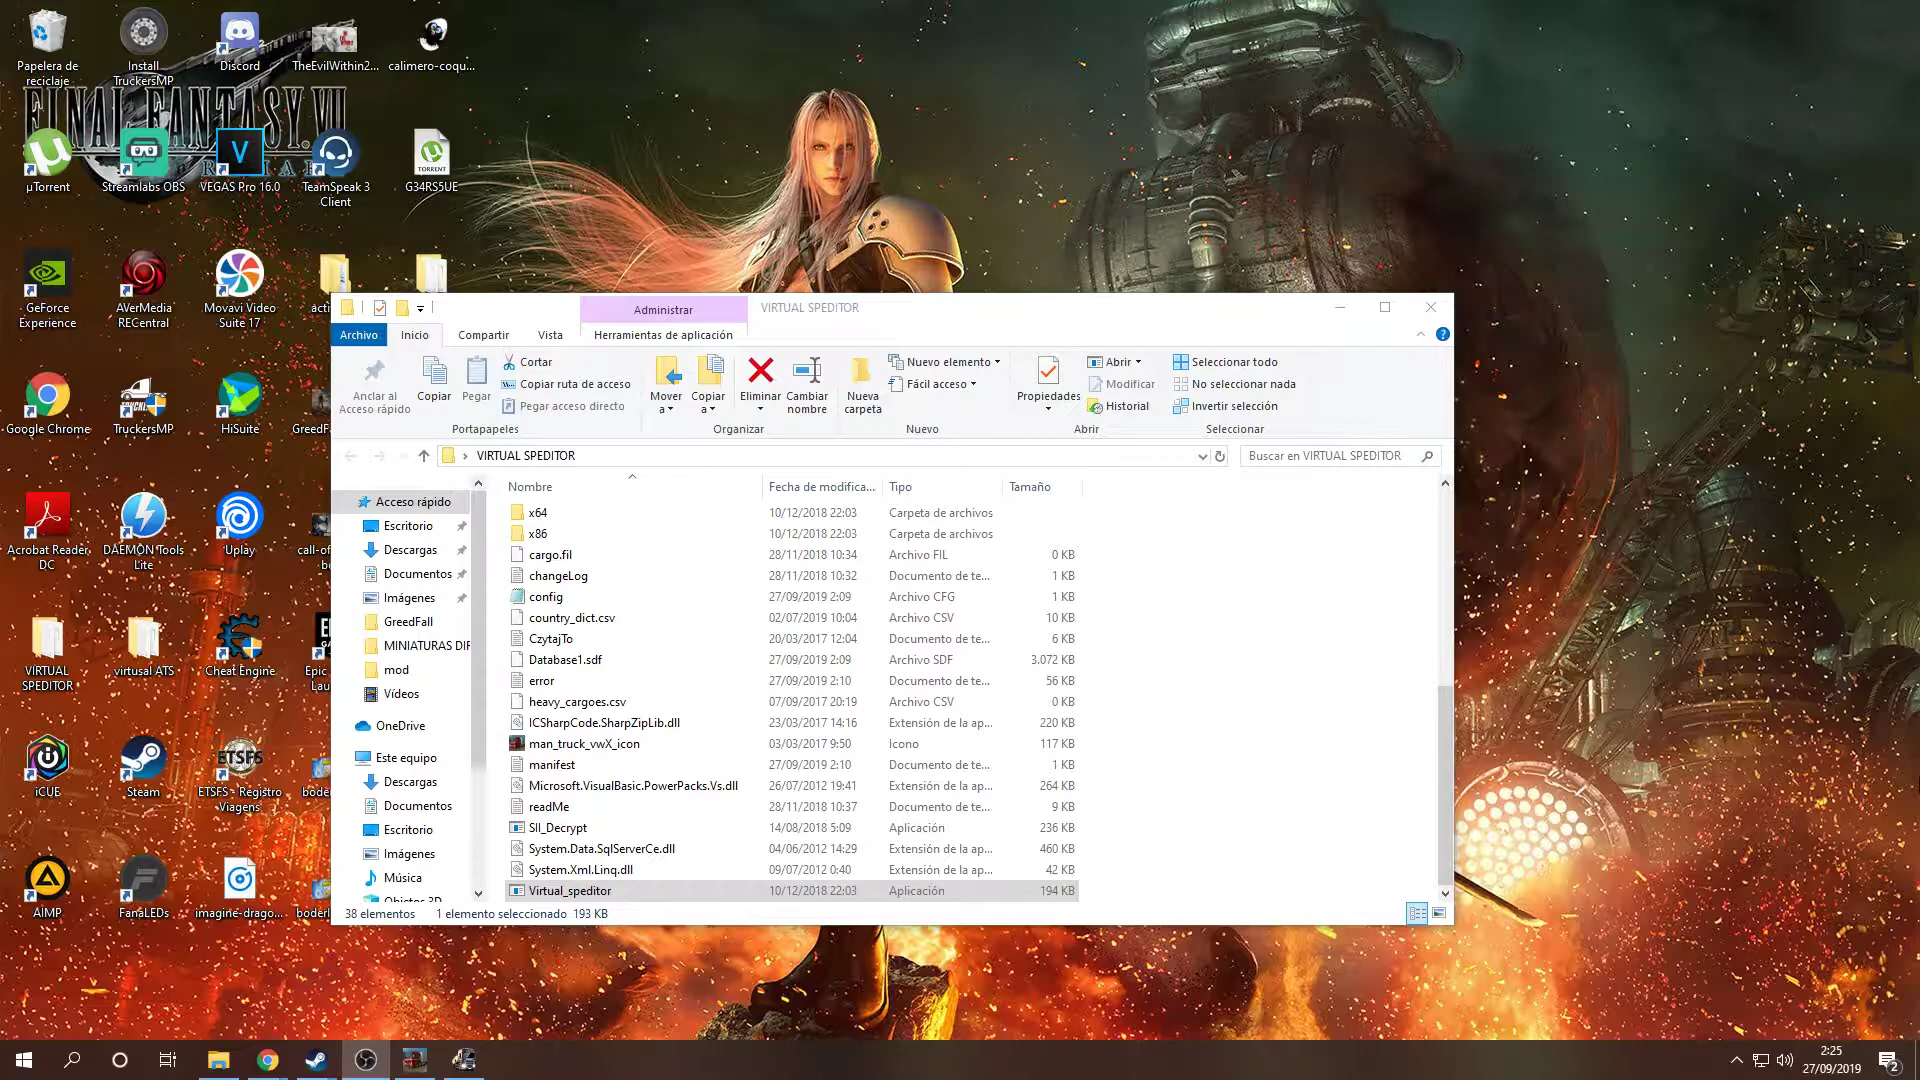 Papelera de
reciclaje
Install
TruckersMP
Discord
TheEvilWithin2...
calimero-coqu...
FINAL FANTASY VII
µTorrent
Streamlabs OBS
V
VEGAS Pro 16.0
TeamSpeak 3
Client
TORRENT
G34RS5UE
GeForce
Experience
AVerMedia
RECentral
Movavi Video
Suite 17
Google Chrome
TruckersMP
HiSuite
Acrobat Reader
DC
DAEMON Tools
Lite
Uplay
VIRTUAL
SPEDITOR
virtusal ATS
Cheat Engine
Epic
iCUE
Steam
ETSFS
ETSFS - Registro
Viagens
AIMP
FanaLEDs
imagine-drago...
Administrar
VIRTUAL SPEDITOR
Archivo
Inicio
Compartir
Vista
Herramientas de aplicación
Anclar al
Acceso rápido
Copiar
Pegar
Cortar
Copiar ruta de acceso
Pegar acceso directo
Portapapeles
Mover
a
Copiar
a
Eliminar
Cambiar
nombre
Organizar
Nueva
carpeta
Nuevo elemento
Fácil acceso
Nuevo
Propiedades
Abrir
Modificar
Historial
Abrir
Seleccionar todo
No seleccionar nada
Invertir selección
Seleccionar
VIRTUAL SPEDITOR
Buscar en VIRTUAL SPEDITOR
Acceso rápido
Escritorio
Descargas
Documentos
Imágenes
GreedFall
MINIATURAS DIF
mod
Vídeos
OneDrive
Este equipo
Descargas
Documentos
Escritorio
Imágenes
Música
Objetos 3D
Nombre Fecha de modifica... Tipo Tamaño
x64 10/12/2018 22:03 Carpeta de archivos
x86 10/12/2018 22:03 Carpeta de archivos
cargo.fil 28/11/2018 10:34 Archivo FIL 0 KB
changeLog 28/11/2018 10:32 Documento de te... 1 KB
config 27/09/2019 2:09 Archivo CFG 1 KB
country_dict.csv 02/07/2019 10:04 Archivo CSV 10 KB
CzytajTo 20/03/2017 12:04 Documento de te... 6 KB
Database1.sdf 27/09/2019 2:09 Archivo SDF 3.072 KB
error 27/09/2019 2:10 Documento de te... 56 KB
heavy_cargoes.csv 07/09/2017 20:19 Archivo CSV 0 KB
ICSharpCode.SharpZipLib.dll 23/03/2017 14:16 Extensión de la ap... 220 KB
man_truck_vwX_icon 03/03/2017 9:50 Icono 117 KB
manifest 27/09/2019 2:10 Documento de te... 1 KB
Microsoft.VisualBasic.PowerPacks.Vs.dll 26/07/2012 19:41 Extensión de la ap... 264 KB
readMe 28/11/2018 10:37 Documento de te... 9 KB
SII_Decrypt 14/08/2018 5:09 Aplicación 236 KB
System.Data.SqlServerCe.dll 04/06/2012 14:29 Extensión de la ap... 460 KB
System.Xml.Linq.dll 09/07/2012 0:40 Extensión de la ap... 42 KB
Virtual_speditor 10/12/2018 22:03 Aplicación 194 KB
38 elementos 1 elemento seleccionado 193 KB
2:25
27/09/2019
2